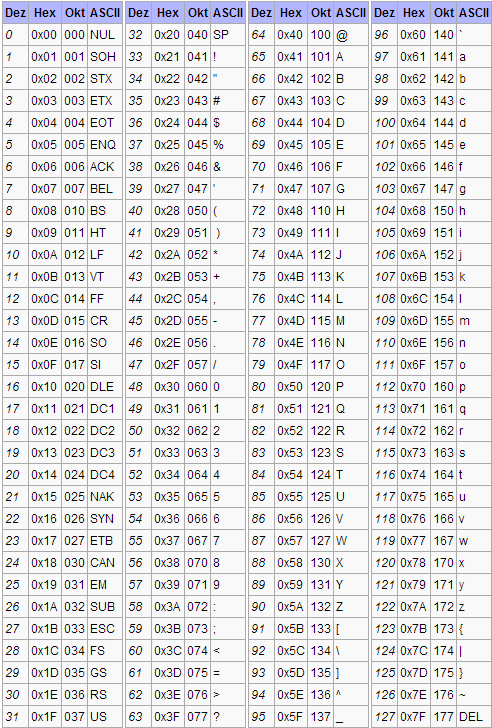 Dez Hex Okt ASCII Dez Hex Okt ASCII Dez Hex Okt ASCII Dez Hex Okt ASCII
0 0x00 000 NUL 32 0x20 040 SP 64 0x40 100 @ 96 0x60 140 `
1 0x01 001 SOH 33 0x21 041 ! 65 0x41 101 A 97 0x61 141 a
2 0x02 002 STX 34 0x22 042 " 66 0x42 102 B 98 0x62 142 b
3 0x03 003 ETX 35 0x23 043 # 67 0x43 103 C 99 0x63 143 c
4 0x04 004 EOT 36 0x24 044 $ 68 0x44 104 D 100 0x64 144 d
5 0x05 005 ENQ 37 0x25 045 % 69 0x45 105 E 101 0x65 145 e
6 0x06 006 ACK 38 0x26 046 & 70 0x46 106 F 102 0x66 146 f
7 0x07 007 BEL 39 0x27 047 ' 71 0x47 107 G 103 0x67 147 g
8 0x08 010 BS 40 0x28 050 ( 72 0x48 110 H 104 0x68 150 h
9 0x09 011 HT 41 0x29 051 ) 73 0x49 111 I 105 0x69 151 i
10 0x0A 012 LF 42 0x2A 052 * 74 0x4A 112 J 106 0x6A 152 j
11 0x0B 013 VT 43 0x2B 053 + 75 0x4B 113 K 107 0x6B 153 k
12 0x0C 014 FF 44 0x2C 054 , 76 0x4C 114 L 108 0x6C 154 l
13 0x0D 015 CR 45 0x2D 055 - 77 0x4D 115 M 109 0x6D 155 m
14 0x0E 016 SO 46 0x2E 056 . 78 0x4E 116 N 110 0x6E 156 n
15 0x0F 017 SI 47 0x2F 057 / 79 0x4F 117 O 111 0x6F 157 o
16 0x10 020 DLE 48 0x30 060 0 80 0x50 120 P 112 0x70 160 p
17 0x11 021 DC1 49 0x31 061 1 81 0x51 121 Q 113 0x71 161 q
18 0x12 022 DC2 50 0x32 062 2 82 0x52 122 R 114 0x72 162 r
19 0x13 023 DC3 51 0x33 063 3 83 0x53 123 S 115 0x73 163 s
20 0x14 024 DC4 52 0x34 064 4 84 0x54 124 T 116 0x74 164 t
21 0x15 025 NAK 53 0x35 065 5 85 0x55 125 U 117 0x75 165 u
22 0x16 026 SYN 54 0x36 066 6 86 0x56 126 V 118 0x76 166 v
23 0x17 027 ETB 55 0x37 067 7 87 0x57 127 W 119 0x77 167 w
24 0x18 030 CAN 56 0x38 070 8 88 0x58 130 X 120 0x78 170 x
25 0x19 031 EM 57 0x39 071 9 89 0x59 131 Y 121 0x79 171 y
26 0x1A 032 SUB 58 0x3A 072 : 90 0x5A 132 Z 122 0x7A 172 z
27 0x1B 033 ESC 59 0x3B 073 ; 91 0x5B 133 [ 123 0x7B 173 {
28 0x1C 034 FS 60 0x3C 074 < 92 0x5C 134 \ 124 0x7C 174 |
29 0x1D 035 GS 61 0x3D 075 = 93 0x5D 135 ] 125 0x7D 175 }
30 0x1E 036 RS 62 0x3E 076 > 94 0x5E 136 ^ 126 0x7E 176 ~
31 0x1F 037 US 63 0x3F 077 ? 95 0x5F 137 _ 127 0x7F 177 DEL